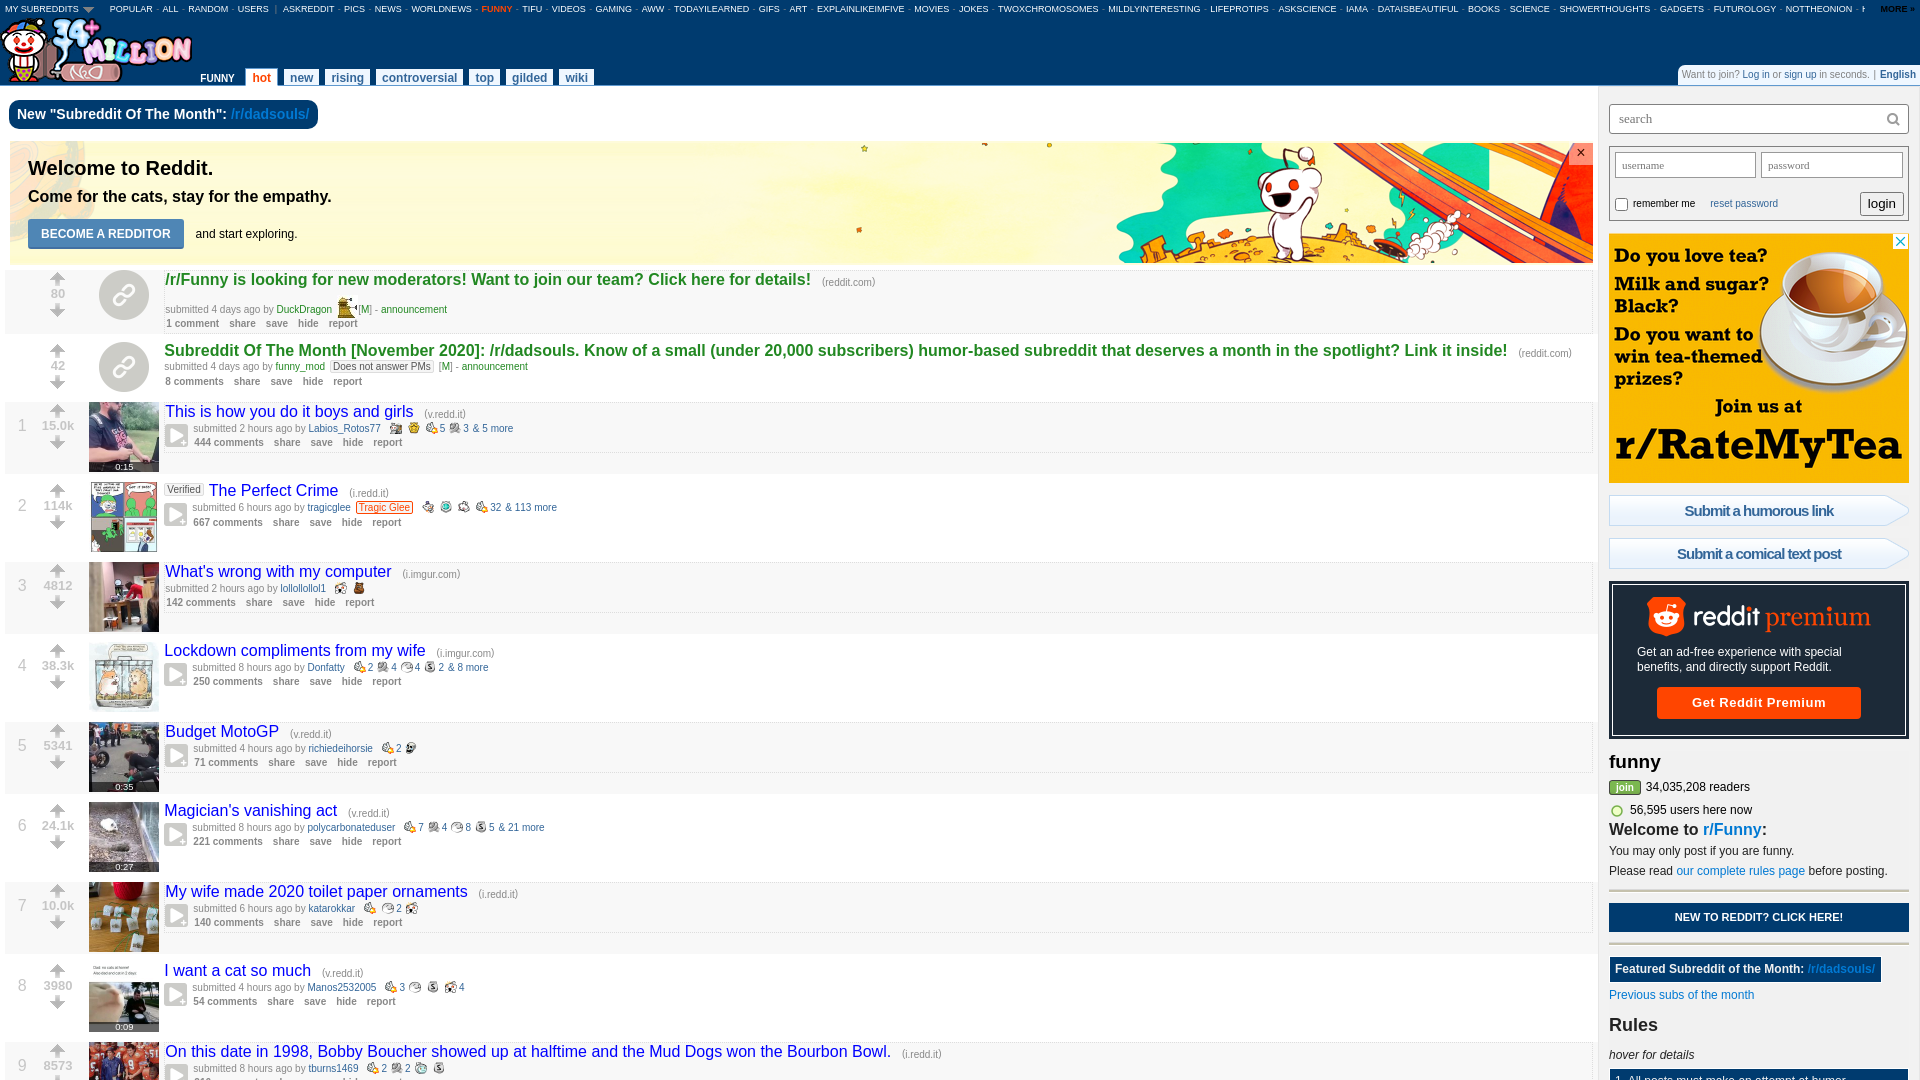 MY SUBREDDITS POPULAR - ALL - RANDOM - USERS | ASKREDDIT - PICS - NEWS - WORLDNEWS - FUNNY - TIFU - VIDEOS - GAMING - AWW - TODAYILEARNED - GIFS - ART - EXPLAINLIKEIMFIVE - MOVIES - JOKES - TWOXCHROMOSOMES - MILDLYINTERESTING - LIFEPROTIPS - ASKSCIENCE - IAMA - DATAISBEAUTIFUL - BOOKS - SCIENCE - SHOWERTHOUGHTS - GADGETS - FUTUROLOGY - NOTTHEONION - MORE »
34+ MILLION
FUNNY hot new rising controversial top gilded wiki
Want to join? Log in or sign up in seconds. | English
New "Subreddit Of The Month": /r/dadsouls/
Welcome to Reddit.
Come for the cats, stay for the empathy.
BECOME A REDDITOR and start exploring.
×
80
/r/Funny is looking for new moderators! Want to join our team? Click here for details! (reddit.com)
submitted 4 days ago by DuckDragon [M] - announcement
1 comment share save hide report
42
Subreddit Of The Month [November 2020]: /r/dadsouls. Know of a small (under 20,000 subscribers) humor-based subreddit that deserves a month in the spotlight? Link it inside! (reddit.com)
submitted 4 days ago by funny_mod Does not answer PMs [M] - announcement
8 comments share save hide report
1 15.0k
0:15
This is how you do it boys and girls (v.redd.it)
submitted 2 hours ago by Labios_Rotos77 5 3 & 5 more
444 comments share save hide report
2 114k
Verified The Perfect Crime (i.redd.it)
submitted 6 hours ago by tragicglee Tragic Glee 32 & 113 more
667 comments share save hide report
3 4812
What's wrong with my computer (i.imgur.com)
submitted 2 hours ago by lollollollol1
142 comments share save hide report
4 38.3k
Lockdown compliments from my wife (i.imgur.com)
submitted 8 hours ago by Donfatty 2 4 4 2 & 8 more
250 comments share save hide report
5 5341
0:35
Budget MotoGP (v.redd.it)
submitted 4 hours ago by richiedeihorsie 2
71 comments share save hide report
6 24.1k
0:27
Magician's vanishing act (v.redd.it)
submitted 8 hours ago by polycarbonateduser 7 4 8 5 & 21 more
221 comments share save hide report
7 10.0k
My wife made 2020 toilet paper ornaments (i.redd.it)
submitted 6 hours ago by katarokkar 2
140 comments share save hide report
8 3980
0:09
I want a cat so much (v.redd.it)
submitted 4 hours ago by Manos2532005 3 4
54 comments share save hide report
9 8573
On this date in 1998, Bobby Boucher showed up at halftime and the Mud Dogs won the Bourbon Bowl. (i.redd.it)
submitted 8 hours ago by tburns1469 2 2
search
username password
remember me reset password login
Do you love tea?
Milk and sugar?
Black?
Do you want to
win tea-themed
prizes?
Join us at
r/RateMyTea
Submit a humorous link
Submit a comical text post
reddit premium
Get an ad-free experience with special
benefits, and directly support Reddit.
Get Reddit Premium
funny
join 34,035,208 readers
56,595 users here now
Welcome to r/Funny:
You may only post if you are funny.
Please read our complete rules page before posting.
NEW TO REDDIT? CLICK HERE!
Featured Subreddit of the Month: /r/dadsouls/
Previous subs of the month
Rules
hover for details
1. All posts must make an attempt at humor.